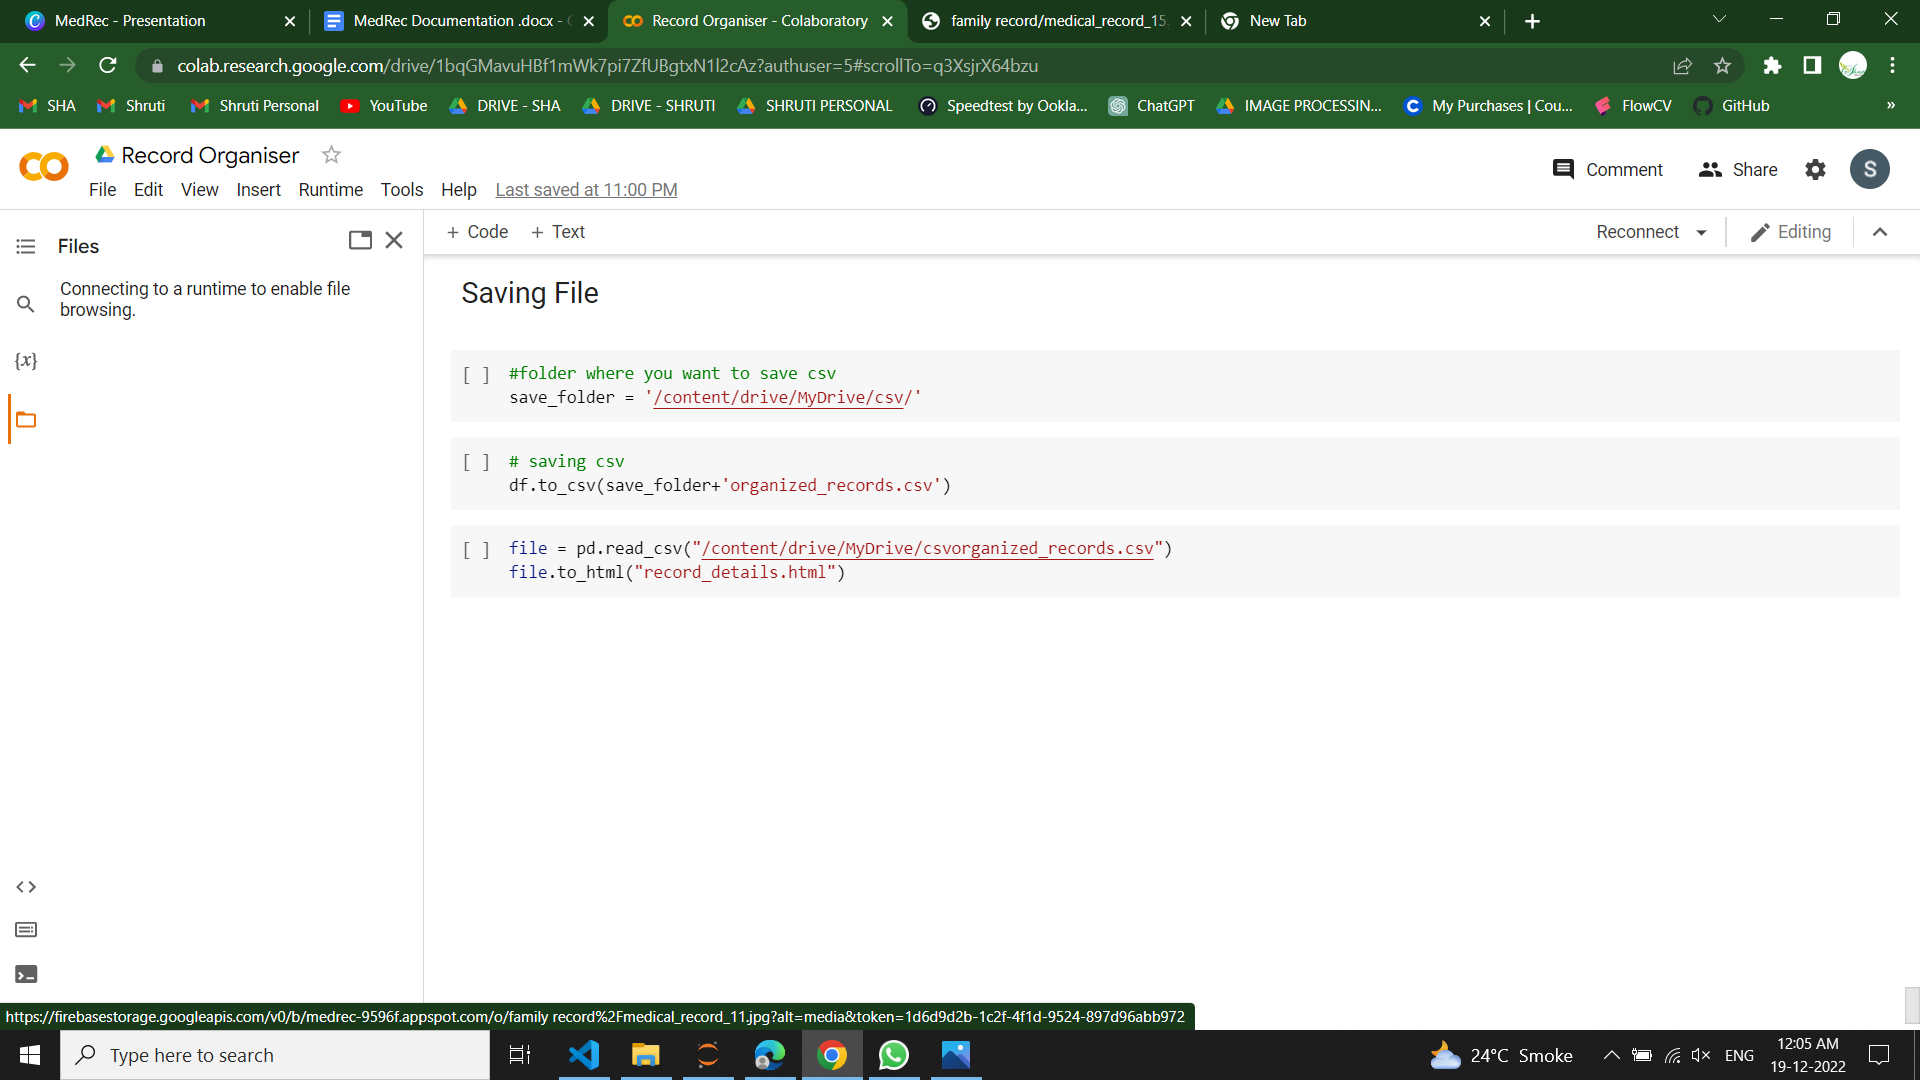 MedRec - Presentation
MedRec Documentation .docx -
Record Organiser - Colaboratory
family record/medical_record_15.
New Tab
colab.research.google.com/drive/1bqGMavuHBf1mWk7pi7ZfUBgtxN1l2cAz?authuser=5#scrollTo=q3XsjrX64bzu
SHA
Shruti
Shruti Personal
YouTube
DRIVE - SHA
DRIVE - SHRUTI
SHRUTI PERSONAL
Speedtest by Ookla...
ChatGPT
IMAGE PROCESSIN...
My Purchases | Cou...
FlowCV
GitHub
»
Record Organiser
Comment
Share
S
File Edit View Insert Runtime Tools Help Last saved at 11:00 PM
Files
+ Code + Text
Reconnect
Editing
Connecting to a runtime to enable file
browsing.
{x}
Saving File
[ ] #folder where you want to save csv
save_folder = '/content/drive/MyDrive/csv/'
[ ] # saving csv
df.to_csv(save_folder+'organized_records.csv')
[ ] file = pd.read_csv("/content/drive/MyDrive/csvorganized_records.csv")
file.to_html("record_details.html")
https://firebasestorage.googleapis.com/v0/b/medrec-9596f.appspot.com/o/family record%2Fmedical_record_11.jpg?alt=media&token=1d6d9d2b-1c2f-4f1d-9524-897d96abb972
Type here to search
24°C Smoke
ENG
12:05 AM
19-12-2022